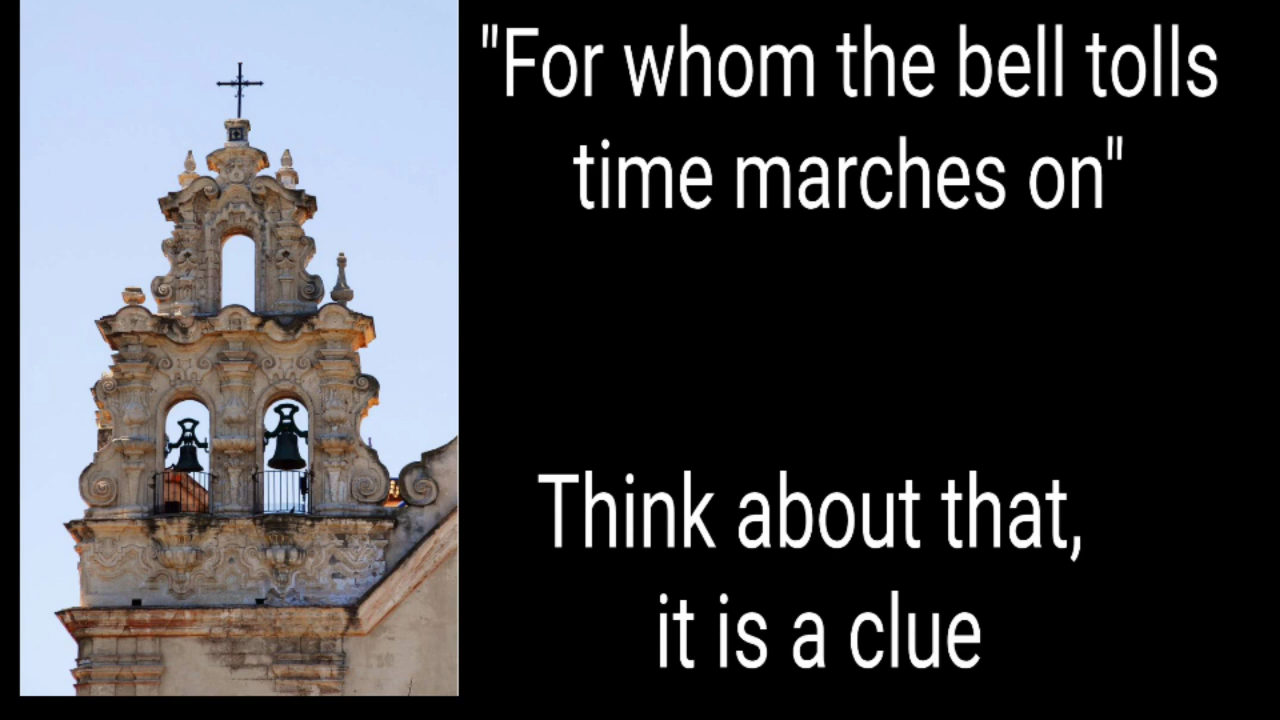 "For whom the bell tolls
time marches on"
Think about that,
it is a clue